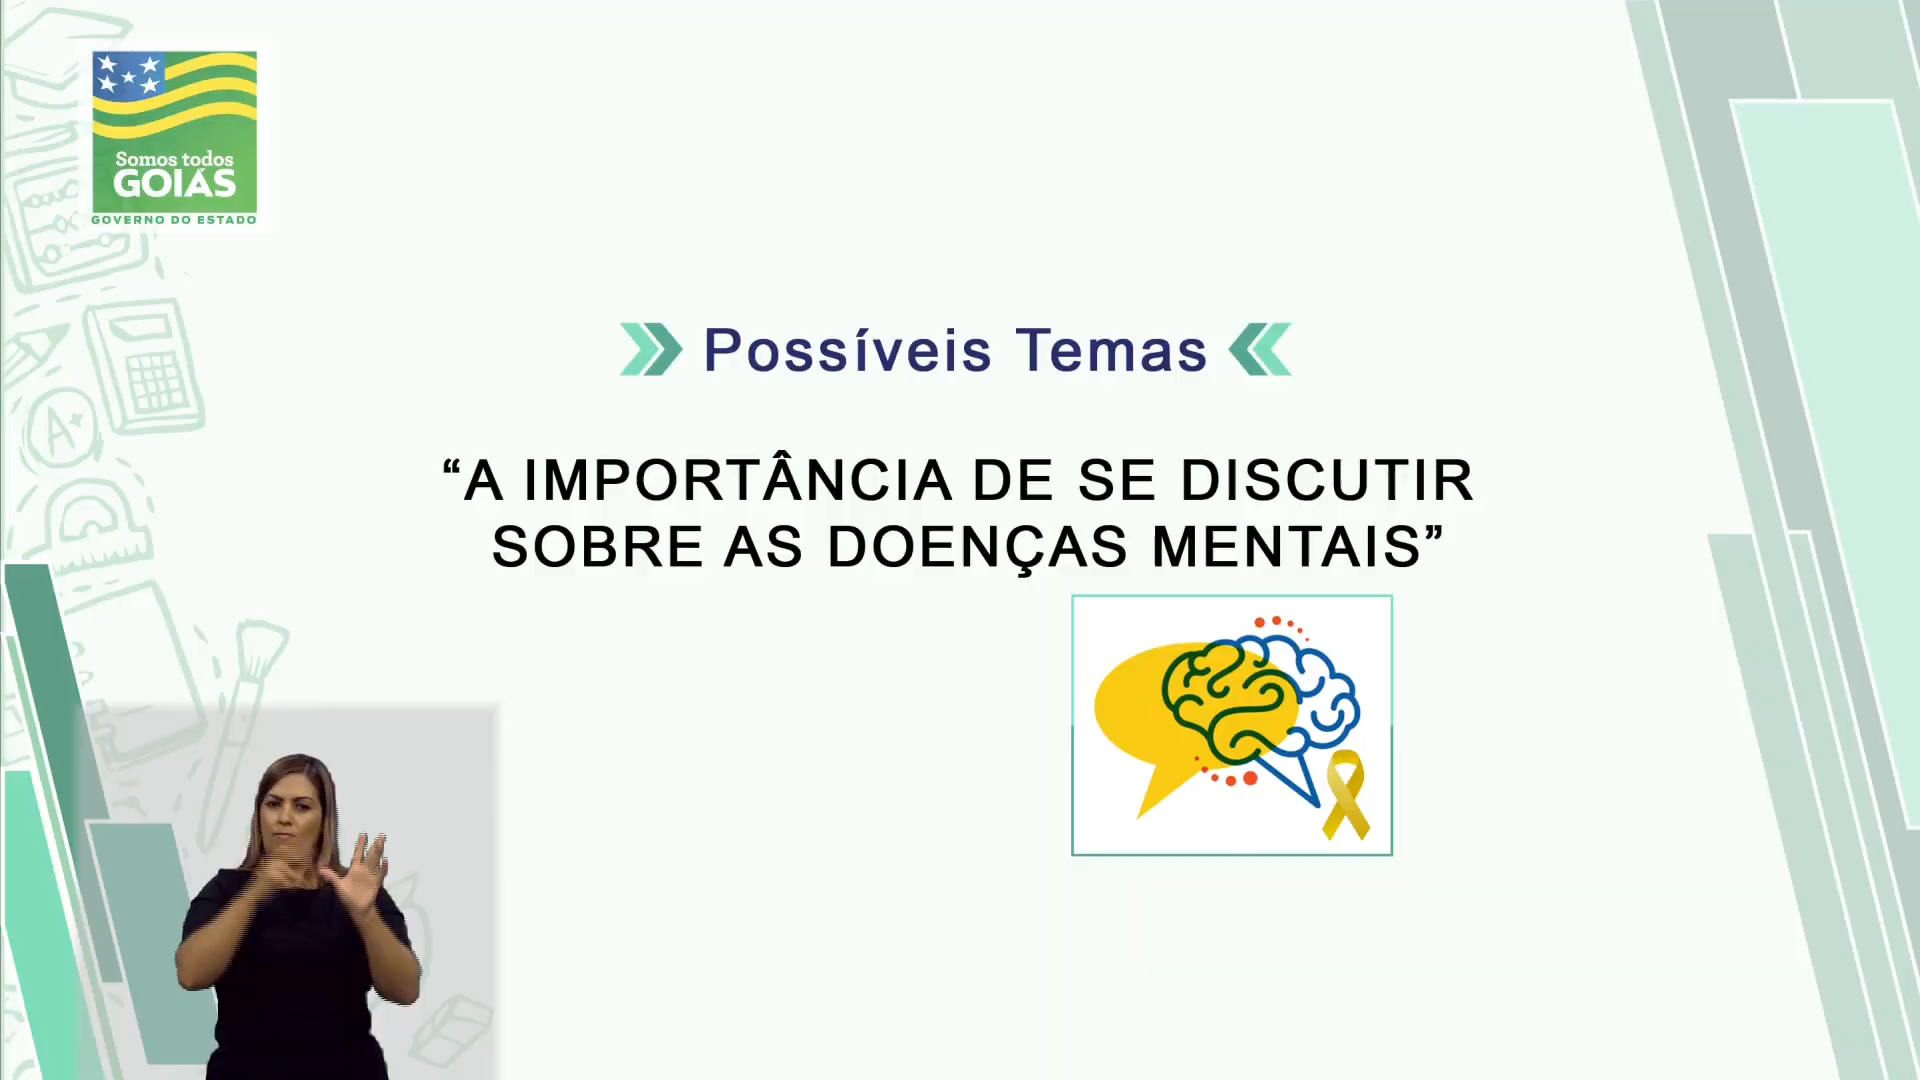 Somos todos
GOIÁS
GOVERNO DO ESTADO
Possíveis Temas
“A IMPORTÂNCIA DE SE DISCUTIR
SOBRE AS DOENÇAS MENTAIS”
A+